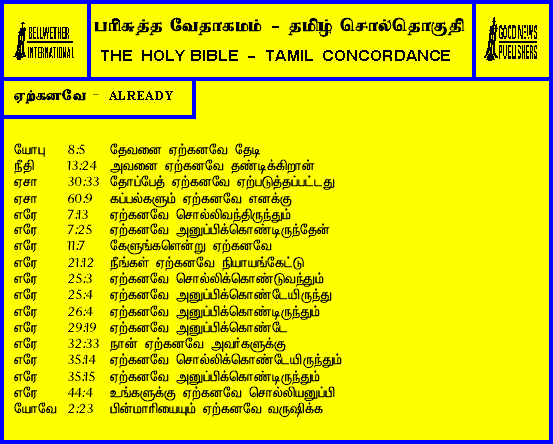 BELLWETHER
INTERNATIONAL
பரிசுத்த வேதாகமம் - தமிழ் சொல்தொகுதி
THE HOLY BIBLE - TAMIL CONCORDANCE
GOOD NEWS
PUBLISHERS
ஏற்கனவே - ALREADY
யோபு 8:5 தேவனை ஏற்கனவே தேடி
நீதி 13:24 அவனை ஏற்கனவே தண்டிக்கிறான்
ஏசா 30:33 தோப்பேத் ஏற்கனவே ஏற்படுத்தப்பட்டது
ஏசா 60:9 கப்பல்களும் ஏற்கனவே எனக்கு
எரே 7:13 ஏற்கனவே சொல்லிவந்திருந்தும்
எரே 7:25 ஏற்கனவே அனுப்பிக்கொண்டிருந்தேன்
எரே 11:7 கேளுங்களென்று ஏற்கனவே
எரே 21:12 நீங்கள் ஏற்கனவே நியாயங்கேட்டு
எரே 25:3 ஏற்கனவே சொல்லிக்கொண்டுவந்தும்
எரே 25:4 ஏற்கனவே அனுப்பிக்கொண்டேயிருந்து
எரே 26:4 ஏற்கனவே அனுப்பிக்கொண்டிருந்தும்
எரே 29:19 ஏற்கனவே அனுப்பிக்கொண்டே
எரே 32:33 நான் ஏற்கனவே அவர்களுக்கு
எரே 35:14 ஏற்கனவே சொல்லிக்கொண்டேயிருந்தும்
எரே 35:15 ஏற்கனவே அனுப்பிக்கொண்டிருந்தும்
எரே 44:4 உங்களுக்கு ஏற்கனவே சொல்லியனுப்பி
யோவே 2:23 பின்மாரியையும் ஏற்கனவே வருஷிக்க